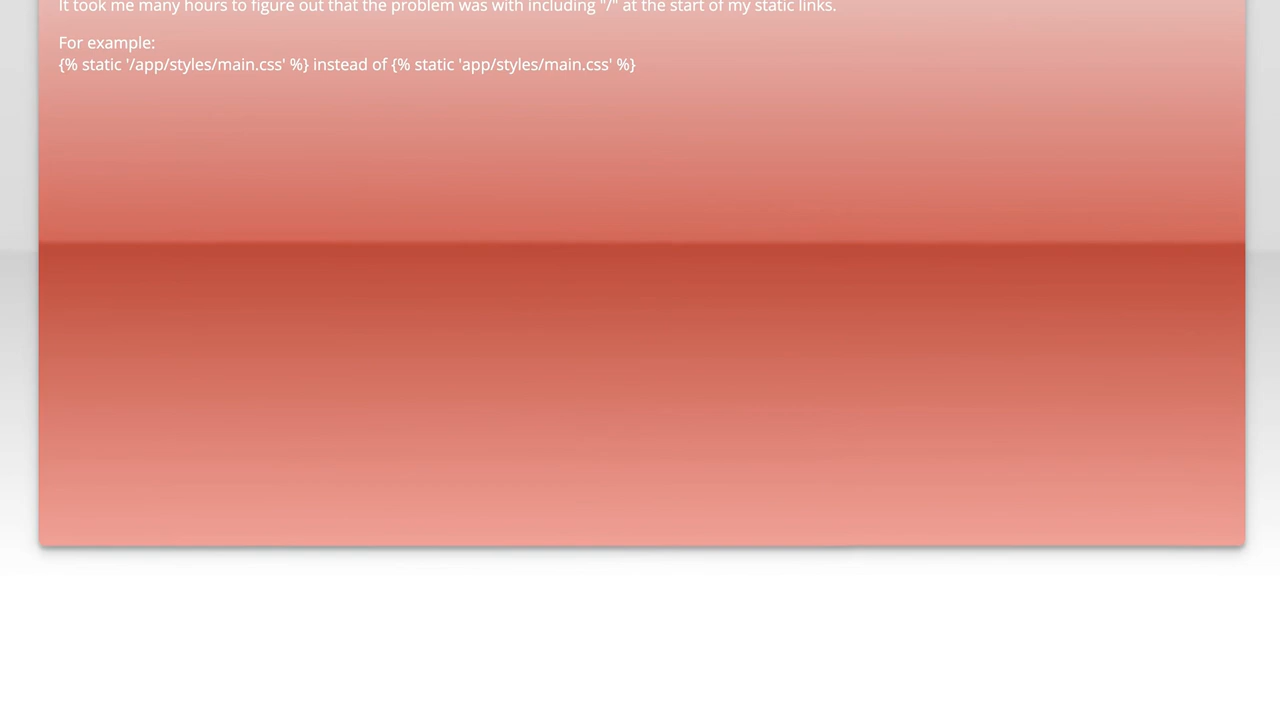 It took me many hours to figure out that the problem was with including "/" at the start of my static links.
For example:
{% static '/app/styles/main.css' %} instead of {% static 'app/styles/main.css' %}